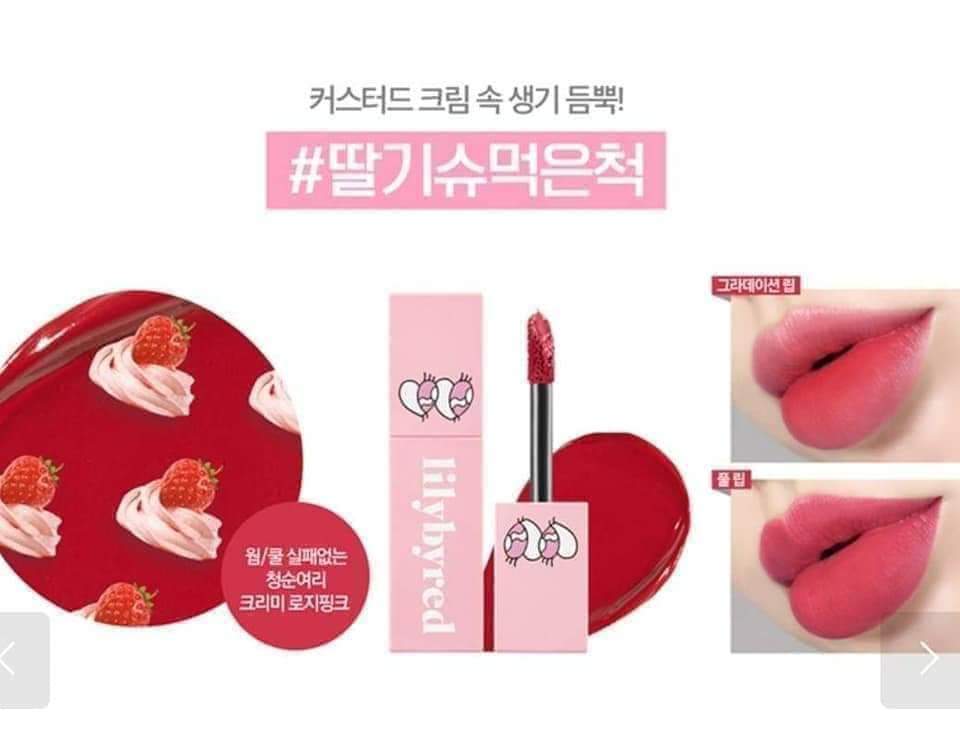 커스터드 크림 속 생기 듬뿍!
#딸기슈먹은척
그라데이션 립
lilybyred
풀 립
웜/쿨 실패없는
청순여리
크리미 로지핑크